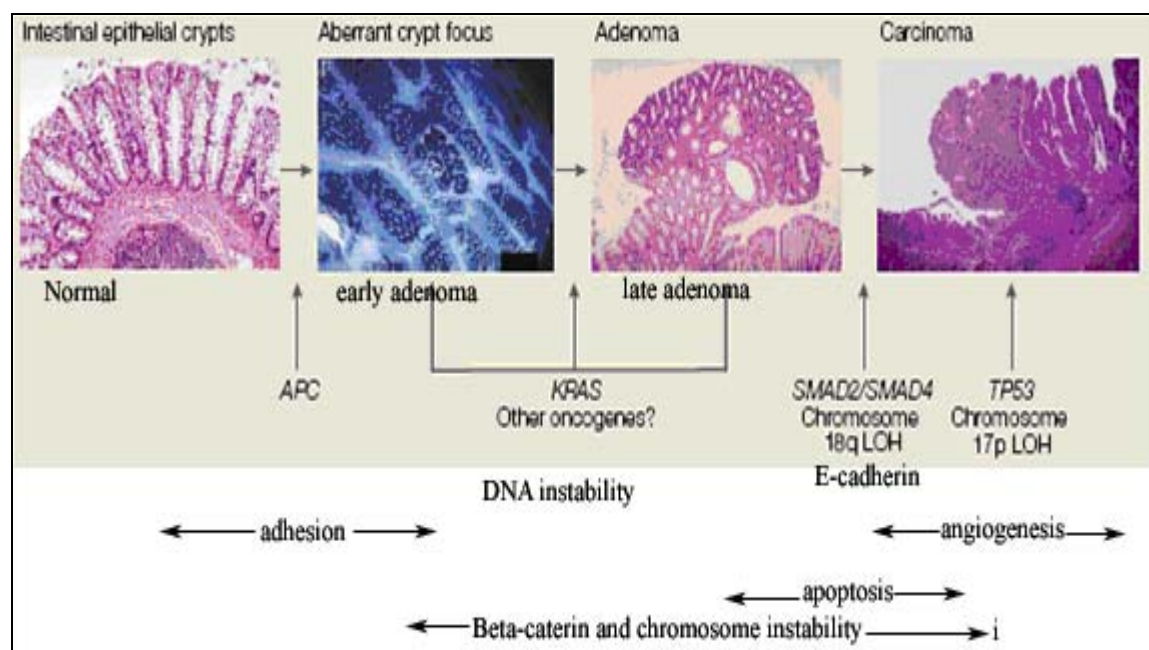 Intestinal epithelial crypts
Aberrant crypt focus
Adenoma
Carcinoma
Normal
early adenoma
late adenoma
APC
KRAS
Other oncogenes?
SMAD2/SMAD4
Chromosome
18q LOH
TP53
Chromosome
17p LOH
E-cadherin
DNA instability
adhesion
angiogenesis
apoptosis
Beta-caterin and chromosome instability
i